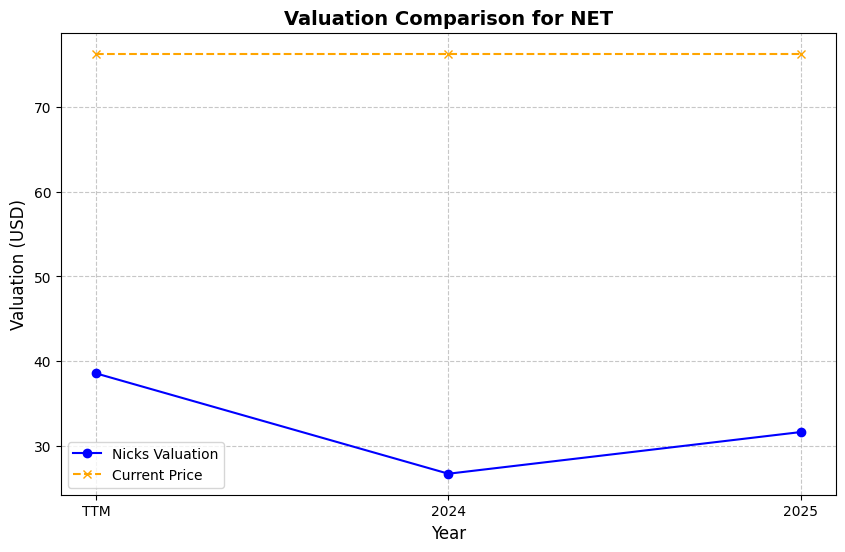 Valuation Comparison for NET
Valuation (USD)
70
60
50
40
30
Nicks Valuation
Current Price
TTM
2024
2025
Year